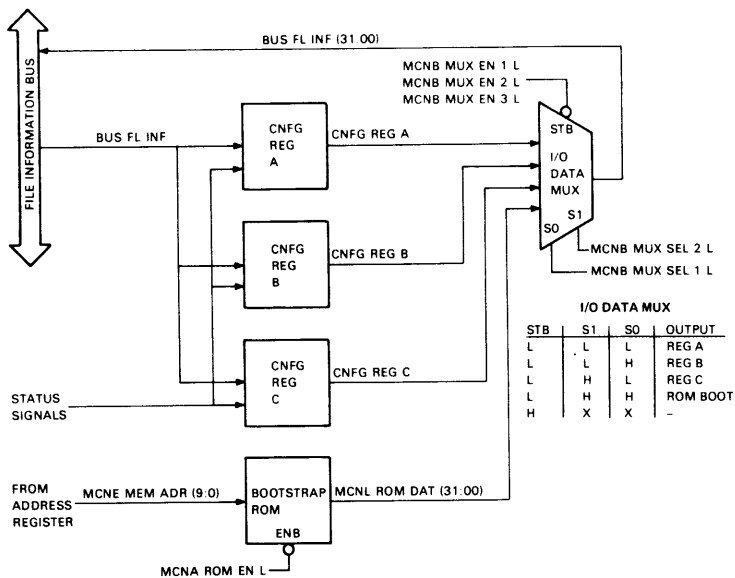 BUS FL INF (31:00)
FILE INFORMATION BUS
MCNB MUX EN 1 L
MCNB MUX EN 2 L
MCNB MUX EN 3 L
BUS FL INF
CNFG
REG
A
CNFG REG A
STB
I/O
DATA
MUX
S1
S0
CNFG
REG
B
CNFG REG B
MCNB MUX SEL 2 L
MCNB MUX SEL 1 L
I/O DATA MUX
STB S1 S0 OUTPUT
L L L REG A
L L H REG B
L H L REG C
L H H ROM BOOT
H X X –
CNFG
REG
C
CNFG REG C
STATUS
SIGNALS
FROM
ADDRESS
REGISTER
MCNE MEM ADR (9:0)
BOOTSTRAP
ROM
ENB
MCNL ROM DAT (31:00)
MCNA ROM EN L